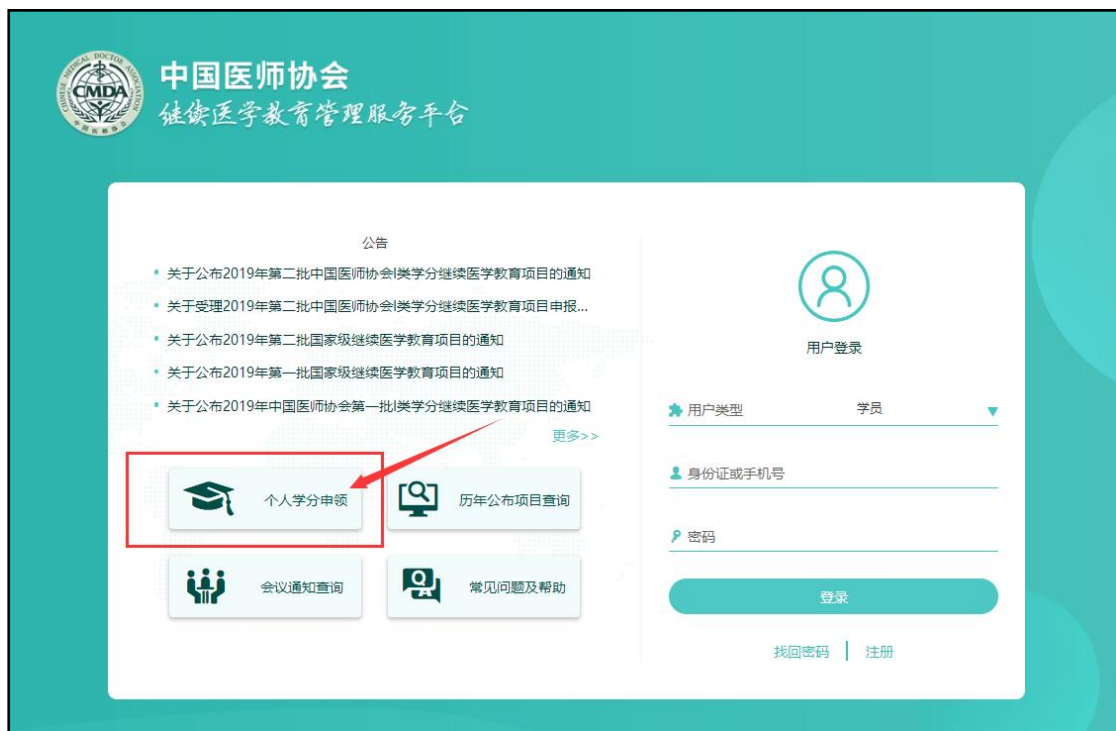 CHINESE MEDICAL DOCTOR ASSOCIATION
CMDA
中国医师协会
中国医师协会
继续医学教育管理服务平台
公告
关于公布2019年第二批中国医师协会I类学分继续医学教育项目的通知
关于受理2019年第二批中国医师协会I类学分继续医学教育项目申报...
关于公布2019年第二批国家级继续医学教育项目的通知
关于公布2019年第一批国家级继续医学教育项目的通知
关于公布2019年中国医师协会第一批I类学分继续医学教育项目的通知
更多>>
个人学分申领
历年公布项目查询
会议通知查询
Q
A
常见问题及帮助
用户登录
用户类型 学员
身份证或手机号
密码
登录
找回密码 注册